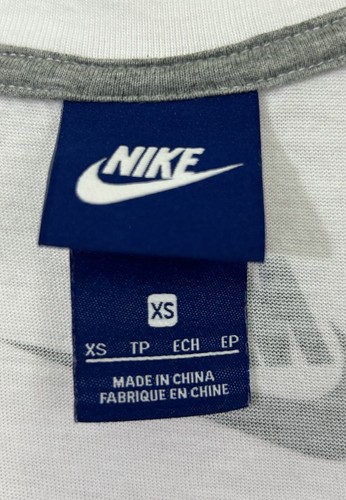 NIKE
XS
XS TP ECH EP
MADE IN CHINA
FABRIQUE EN CHINE